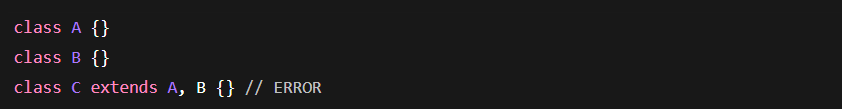 class A {}
class B {}
class C extends A, B {} // ERROR